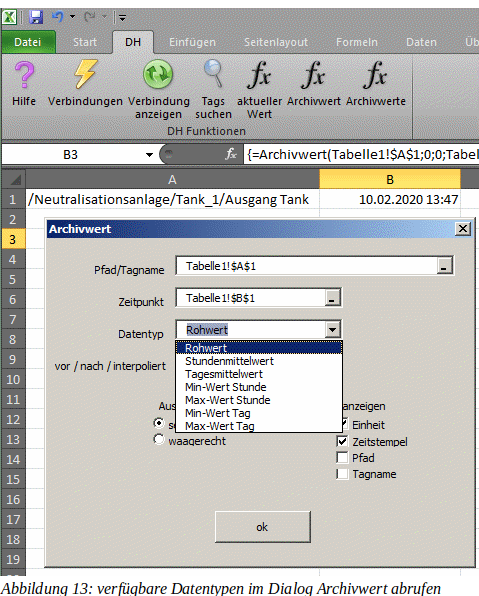 Datei Start DH Einfügen Seitenlayout Formeln Daten
Hilfe Verbindungen Verbindung anzeigen Tags suchen aktueller Wert Archivwert Archivwerte
DH Funktionen
B3 fx {=Archivwert(Tabelle1!$A$1;0;0;Tabel
A B
1 /Neutralisationsanlage/Tank_1/Ausgang Tank 10.02.2020 13:47
2
3
4
5
6
7
8
9
10
11
12
13
14
15
16
17
18
19
Archivwert
Pfad/Tagname Tabelle1!$A$1
Zeitpunkt Tabelle1!$B$1
Datentyp Rohwert
vor / nach / interpoliert
Rohwert
Stundenmittelwert
Tagesmittelwert
Min-Wert Stunde
Max-Wert Stunde
Min-Wert Tag
Max-Wert Tag
anzeigen
Einheit
waagerecht Zeitstempel
Pfad
Tagname
ok
Abbildung 13: verfügbare Datentypen im Dialog Archivwert abrufen